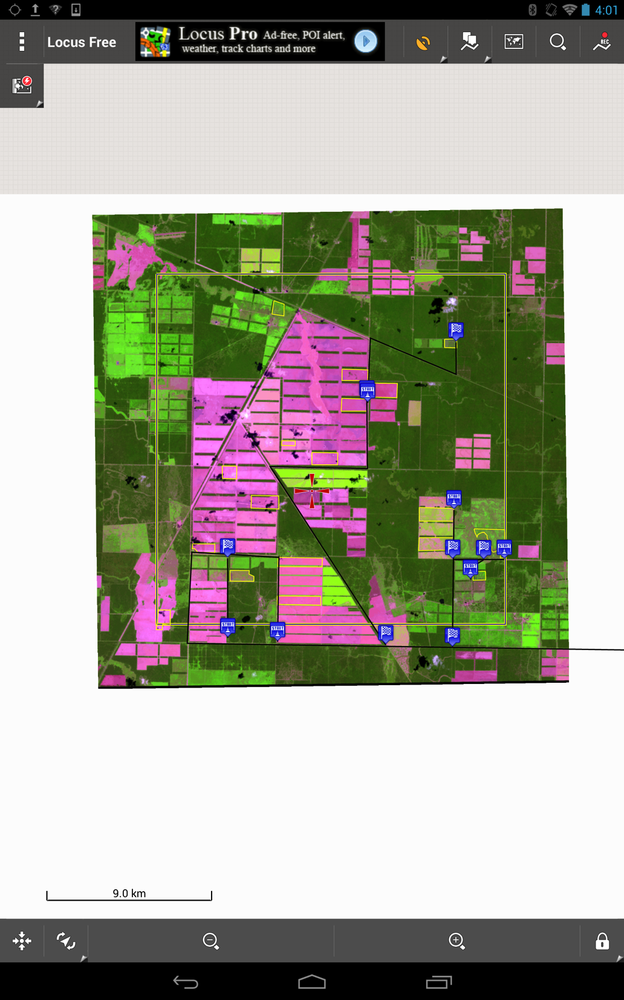 4:01
Locus Free
Locus Pro Ad-free, POI alert,
weather, track charts and more
63
REC
START
START
START
START
START
START
9.0 km